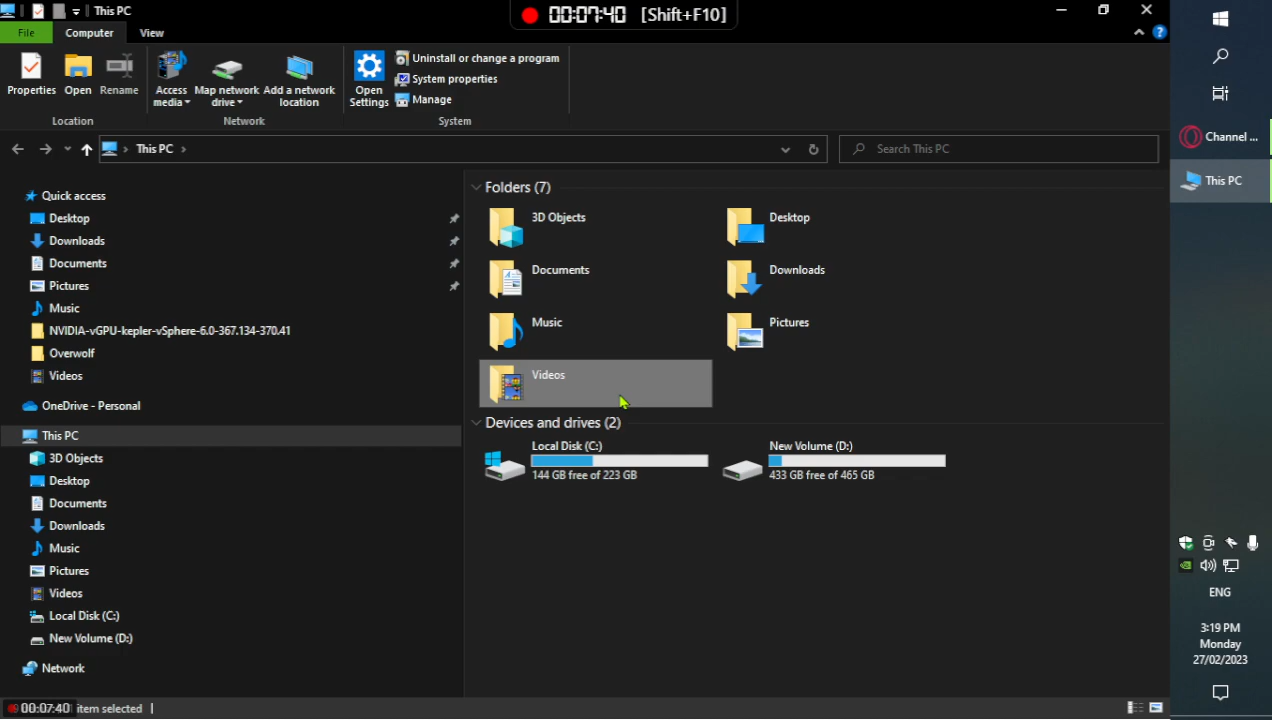 This PC
00:07:40 [Shift+F10]
File
Computer
View
Properties
Open
Rename
Location
Access media
Map network drive
Add a network location
Network
Open Settings
Uninstall or change a program
System properties
Manage
System
This PC
Search This PC
Quick access
Desktop
Downloads
Documents
Pictures
Music
NVIDIA-vGPU-kepler-vSphere-6.0-367.134-370.41
Overwolf
Videos
OneDrive - Personal
This PC
3D Objects
Desktop
Documents
Downloads
Music
Pictures
Videos
Local Disk (C:)
New Volume (D:)
Network
Folders (7)
3D Objects
Desktop
Documents
Downloads
Music
Pictures
Videos
Devices and drives (2)
Local Disk (C:)
144 GB free of 223 GB
New Volume (D:)
433 GB free of 465 GB
00:07:40
item selected
Channel ...
This PC
ENG
3:19 PM
Monday
27/02/2023